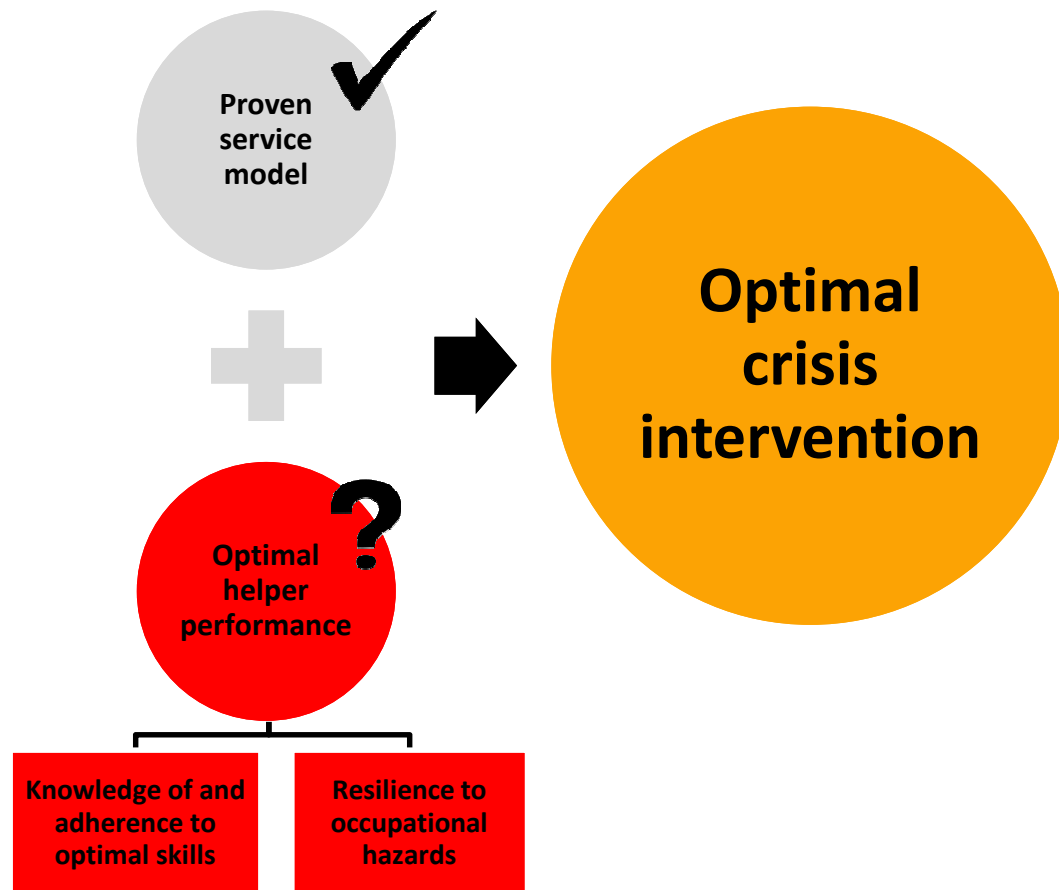 Proven
service
model
Optimal
crisis
intervention
?
Optimal
helper
performance
Knowledge of and
adherence to
optimal skills
Resilience to
occupational
hazards